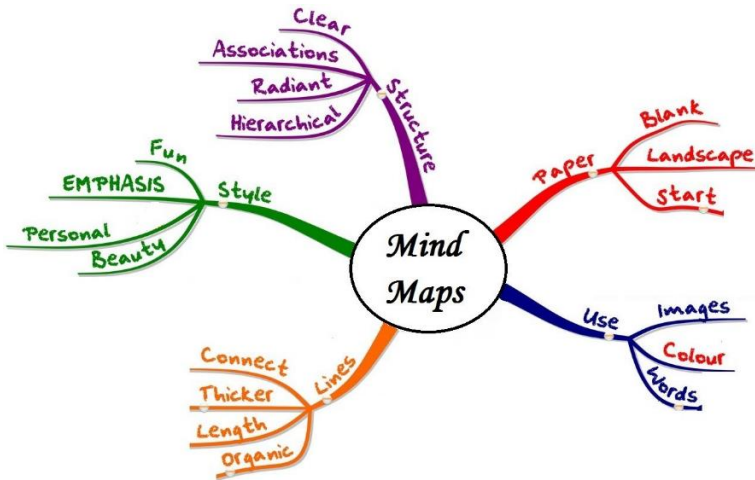 Mind
Maps
Structure
Clear
Associations
Radiant
Hierarchical
Paper
Blank
Landscape
Start
Use
Images
Colour
Words
Lines
Connect
Thicker
Length
Organic
Style
Fun
EMPHASIS
Personal
Beauty